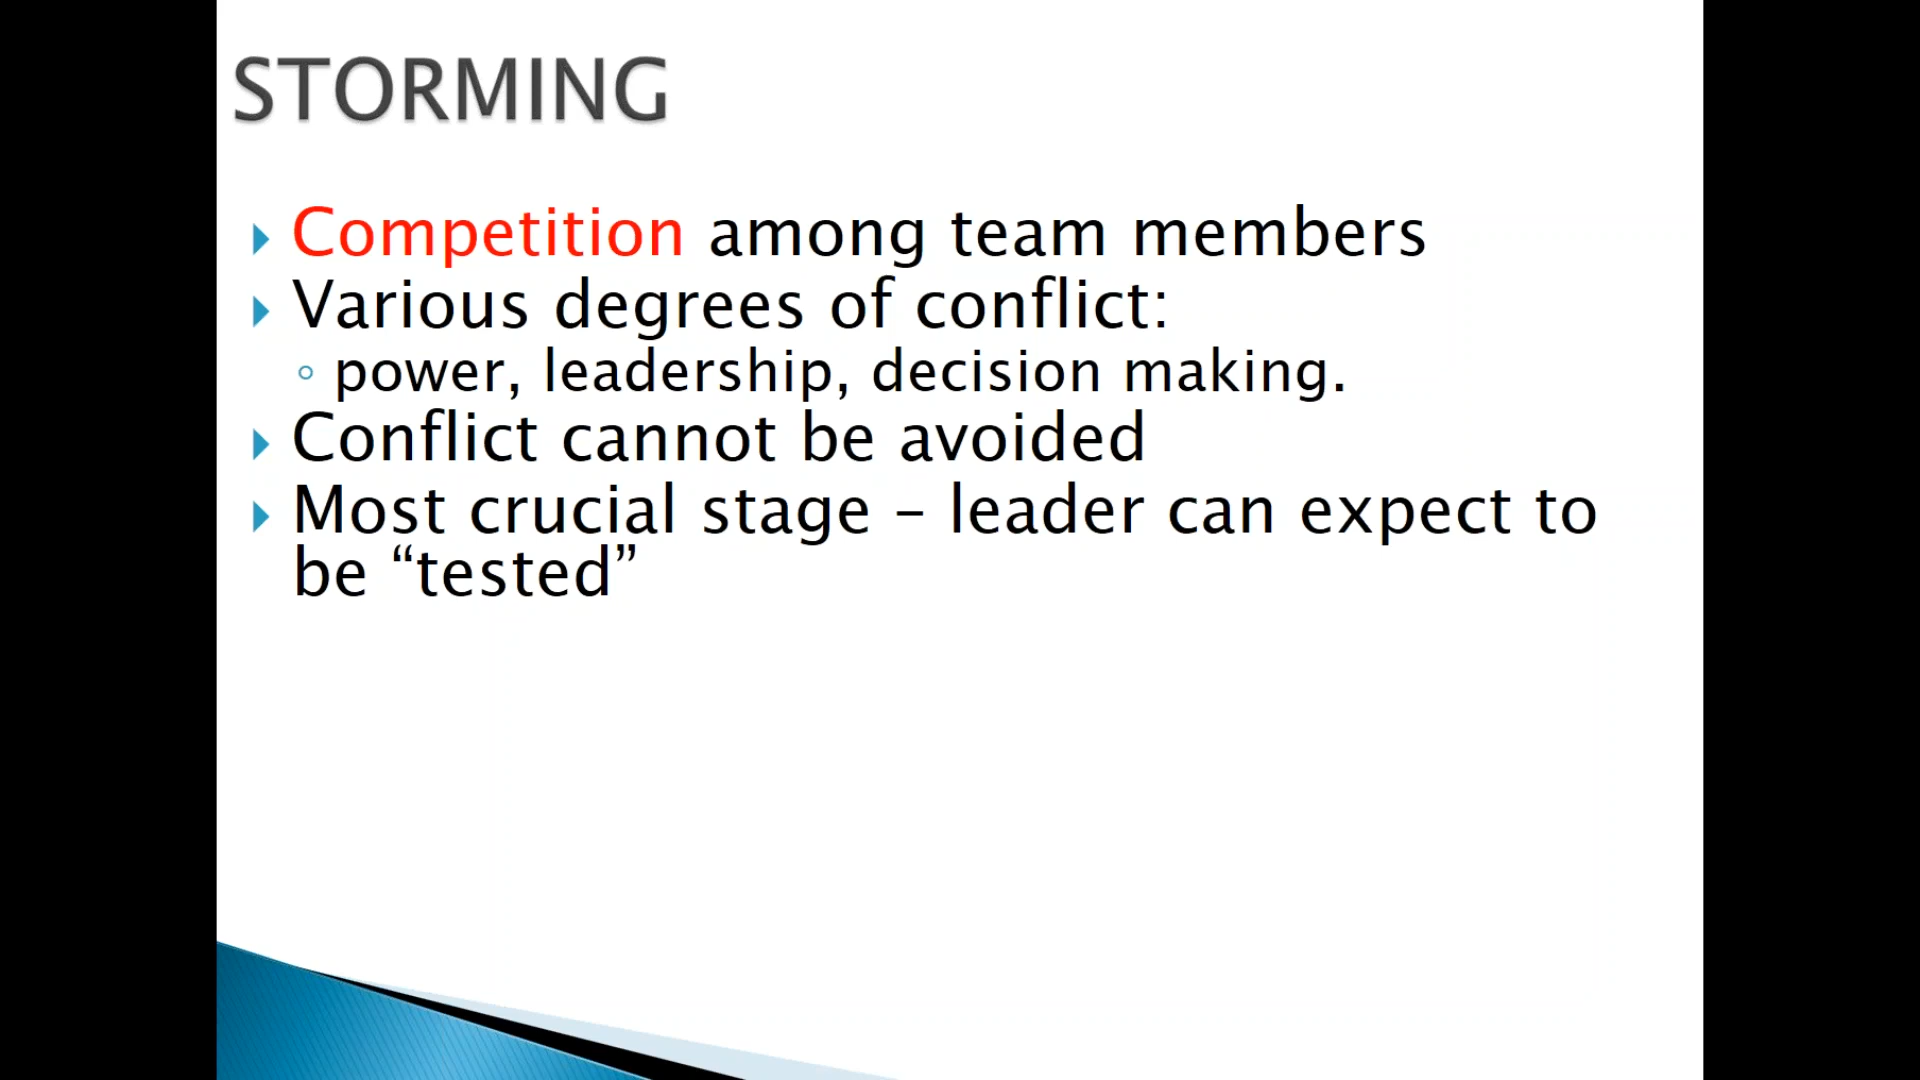 STORMING
Competition among team members
Various degrees of conflict:
power, leadership, decision making.
Conflict cannot be avoided
Most crucial stage – leader can expect to
be “tested”